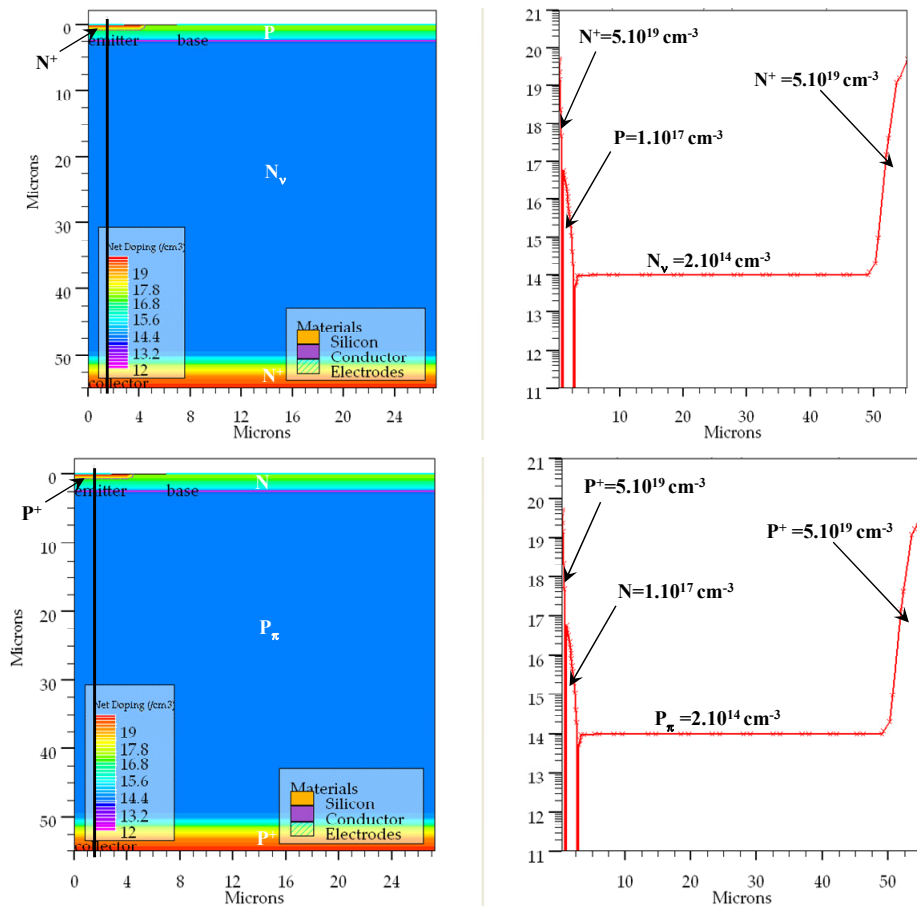 0
10
20
30
40
50
Microns
N⁺
emitter
base
P
Nν
Net Doping (/cm3)
19
17.8
16.8
15.6
14.4
13.2
12
Materials
Silicon
Conductor
Electrodes
N⁺
collector
0
4
8
12
16
20
24
Microns
21
20
19
18
17
16
15
14
13
12
11
N⁺=5.10¹⁹ cm⁻³
N⁺ =5.10¹⁹ cm⁻³
P=1.10¹⁷ cm⁻³
Nν =2.10¹⁴ cm⁻³
10
20
30
40
50
Microns
0
10
20
30
40
50
Microns
P⁺
emitter
base
N
Pπ
Net Doping (/cm3)
19
17.8
16.8
15.6
14.4
13.2
12
Materials
Silicon
Conductor
Electrodes
P⁺
collector
0
4
8
12
16
20
24
Microns
21
20
19
18
17
16
15
14
13
12
11
P⁺=5.10¹⁹ cm⁻³
P⁺ =5.10¹⁹ cm⁻³
N=1.10¹⁷ cm⁻³
Pπ =2.10¹⁴ cm⁻³
10
20
30
40
50
Microns